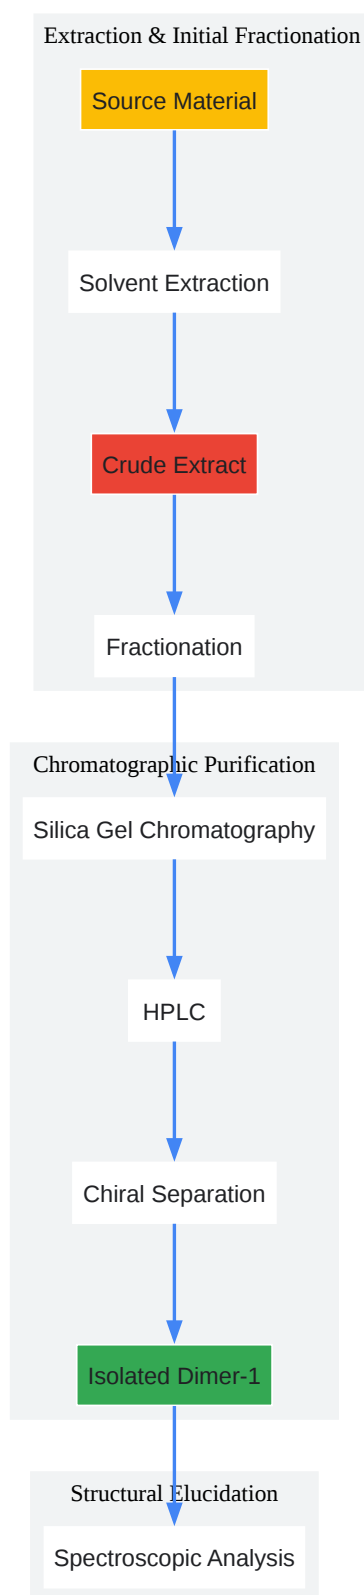 Extraction & Initial Fractionation
Source Material
Solvent Extraction
Crude Extract
Fractionation
Chromatographic Purification
Silica Gel Chromatography
HPLC
Chiral Separation
Isolated Dimer-1
Structural Elucidation
Spectroscopic Analysis